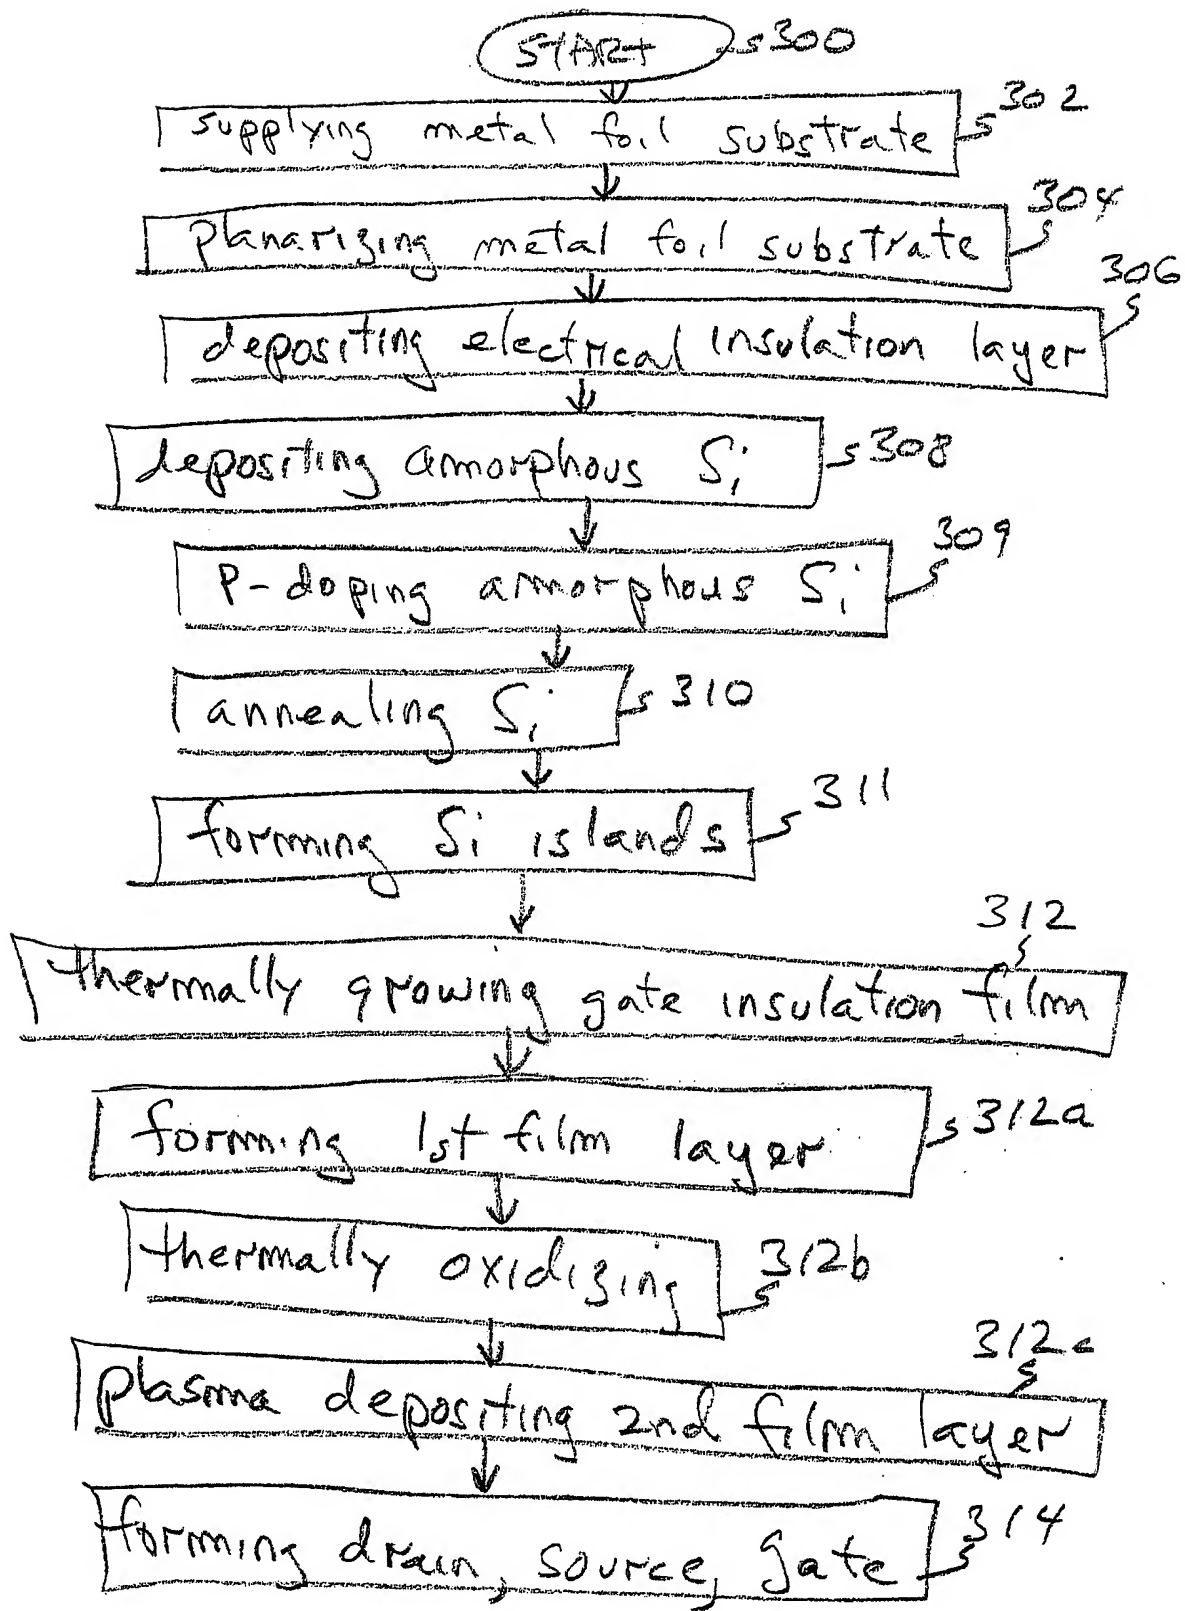 START 300
302
supplying metal foil substrate
304
planarizing metal foil substrate
306
depositing electrical insulation layer
depositing amorphous Si 308
309
P-doping amorphous Si
annealing Si 310
311
forming Si islands
312
thermally growing gate insulation film
forming 1st film layer 312a
thermally oxidizing 312b
312c
plasma depositing 2nd film layer
314
forming drain, source, gate